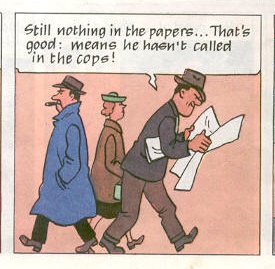 Still nothing in the papers... That's
good: means he hasn't called
in the cops!